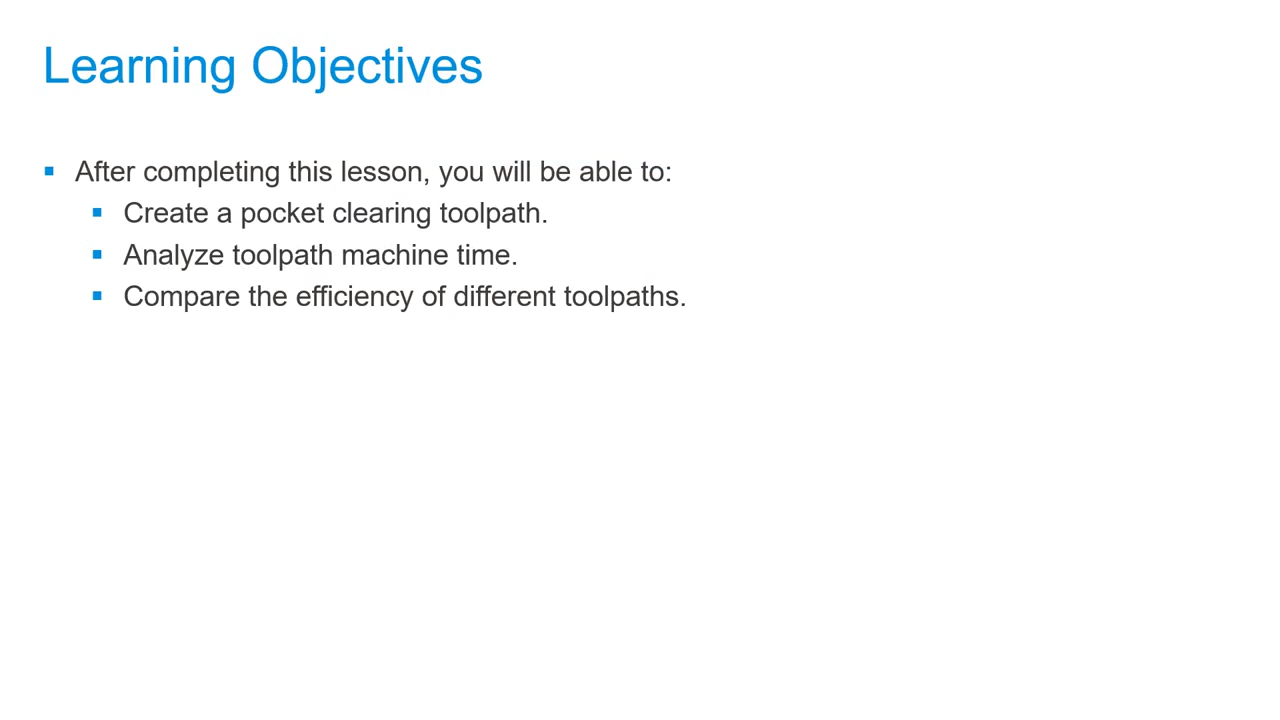 Learning Objectives
After completing this lesson, you will be able to:
Create a pocket clearing toolpath.
Analyze toolpath machine time.
Compare the efficiency of different toolpaths.